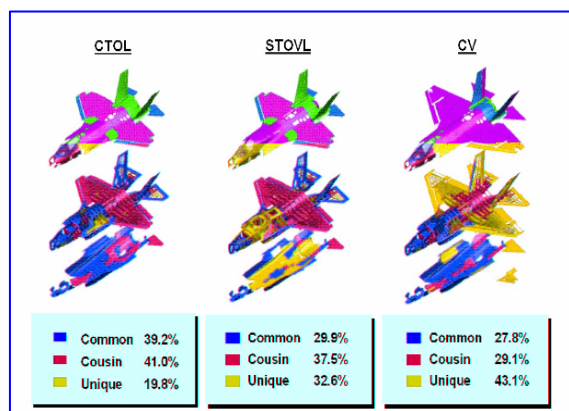 CTOL
STOVL
CV
Common 39.2%
Cousin 41.0%
Unique 19.8%
Common 29.9%
Cousin 37.5%
Unique 32.6%
Common 27.8%
Cousin 29.1%
Unique 43.1%